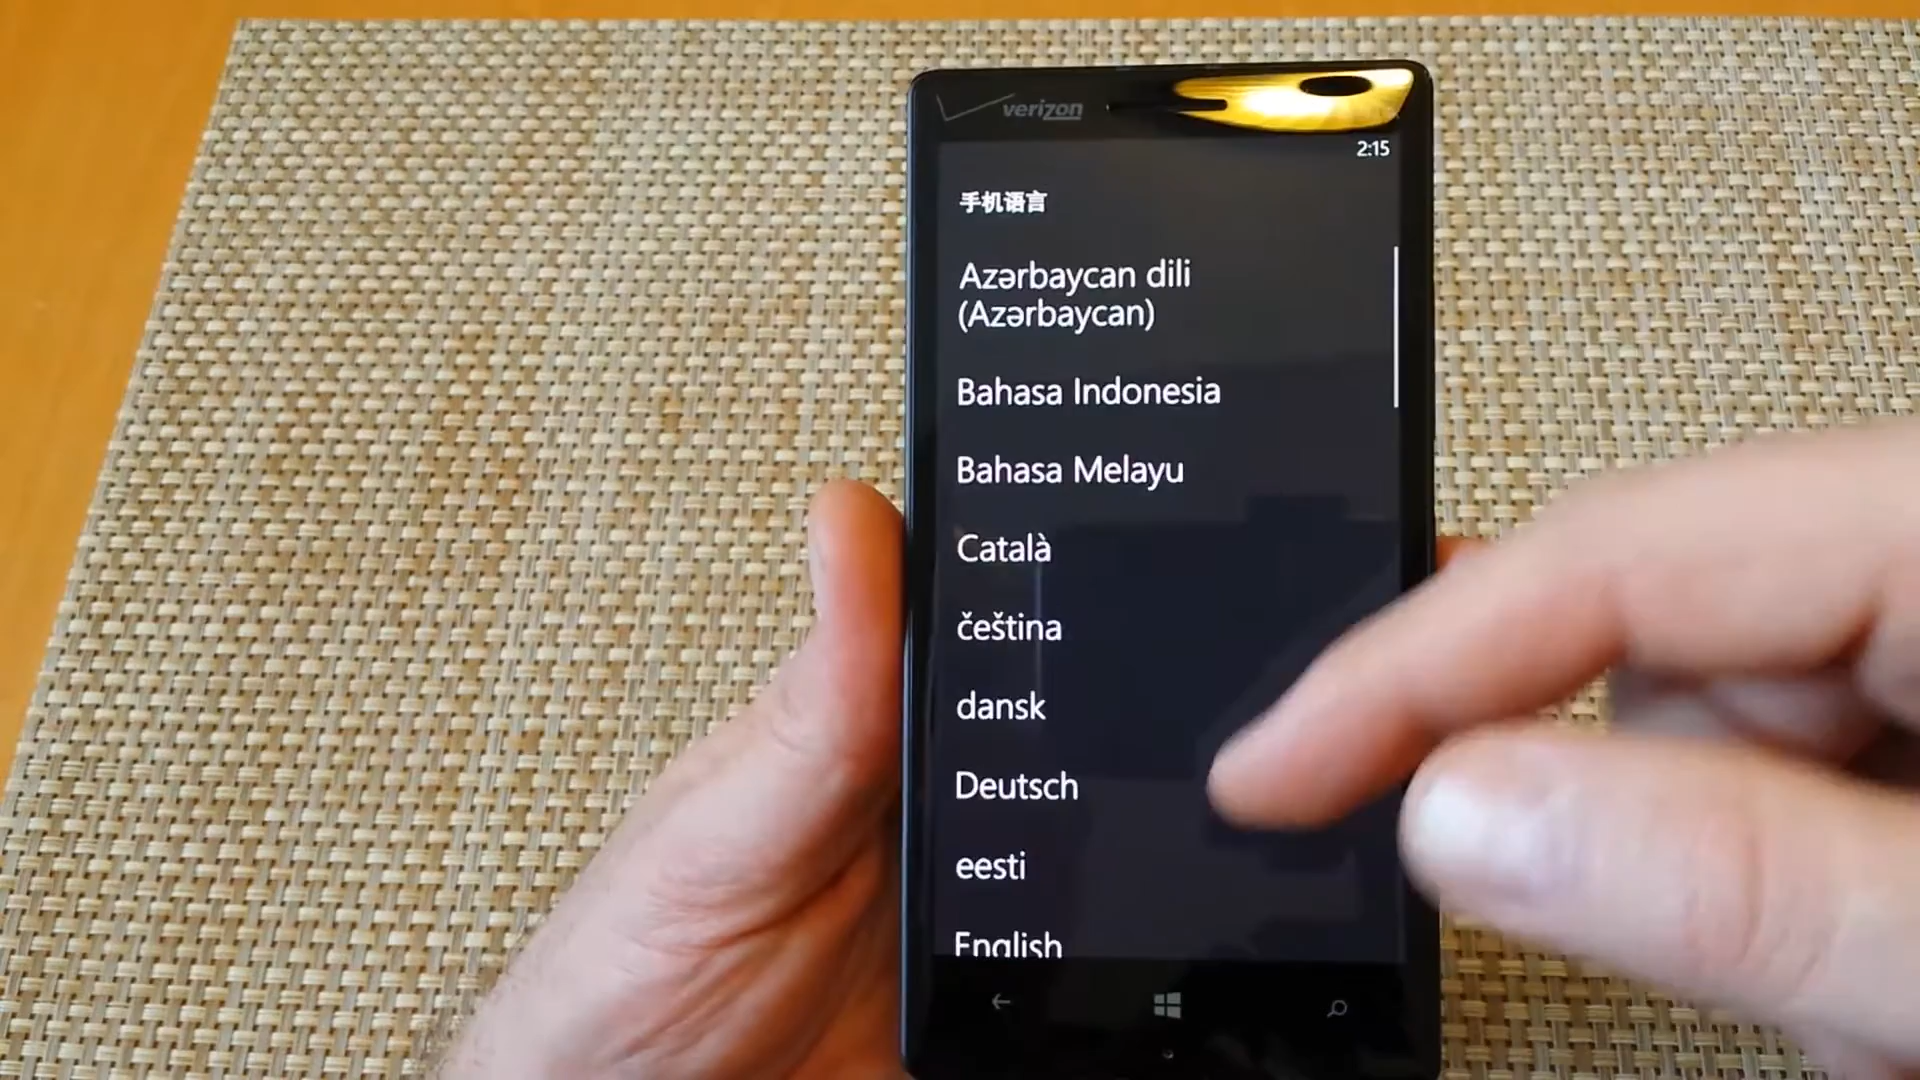 verizon
2:15
手机语言
Azərbaycan dili
(Azərbaycan)
Bahasa Indonesia
Bahasa Melayu
Català
čeština
dansk
Deutsch
eesti
English